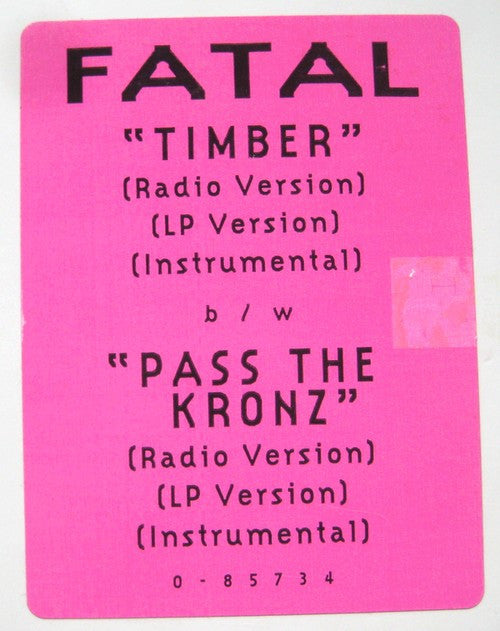 FATAL
“TIMBER”
(Radio Version)
(LP Version)
(Instrumental)
b / w
“PASS THE
KRONZ”
(Radio Version)
(LP Version)
(Instrumental)
0 - 85734